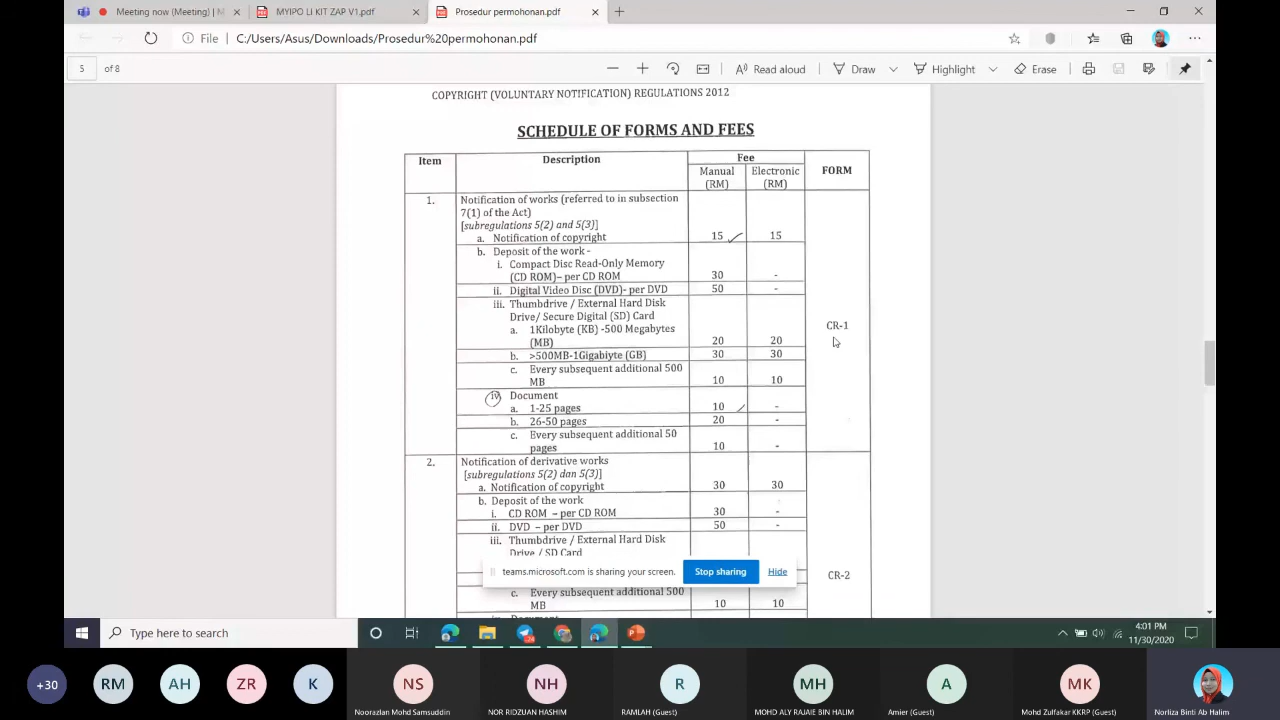 Meeting now (Meeting) | M
MYIPO LI KIT ZAP V1.pdf
Prosedur permohonan.pdf
File
C:/Users/Asus/Downloads/Prosedur%20permohonan.pdf
5 of 8
Read aloud
Draw
Highlight
Erase
COPYRIGHT (VOLUNTARY NOTIFICATION) REGULATIONS 2012
SCHEDULE OF FORMS AND FEES
Item Description Fee FORM
Manual (RM) Electronic (RM)
1. Notification of works (referred to in subsection
7(1) of the Act)
[subregulations 5(2) and 5(3)]
a. Notification of copyright 15 15
b. Deposit of the work -
i. Compact Disc Read-Only Memory
(CD ROM)– per CD ROM 30 -
ii. Digital Video Disc (DVD)- per DVD 50 -
iii. Thumbdrive / External Hard Disk
Drive/ Secure Digital (SD) Card
CR-1
a. 1Kilobyte (KB) -500 Megabytes
(MB) 20 20
b. >500MB-1Gigabiyte (GB) 30 30
c. Every subsequent additional 500
MB 10 10
iv. Document
a. 1-25 pages 10 -
b. 26-50 pages 20 -
c. Every subsequent additional 50
pages 10 -
2. Notification of derivative works
[subregulations 5(2) dan 5(3)]
a. Notification of copyright 30 30
b. Deposit of the work
i. CD ROM – per CD ROM 30 -
ii. DVD – per DVD 50 -
iii. Thumbdrive / External Hard Disk
Drive / SD Card
teams.microsoft.com is sharing your screen. Stop sharing Hide
CR-2
c. Every subsequent additional 500
MB 10 10
Type here to search
4:01 PM
11/30/2020
+30
RM
AH
ZR
K
NS
NH
R
MH
A
MK
Noorazlan Mohd Samsuddin
NOR RIDZUAN HASHIM
RAMLAH (Guest)
MOHD ALY RAJAIE BIN HALIM
Amier (Guest)
Mohd Zulfakar KKRP (Guest)
Norliza Binti Ab Halim